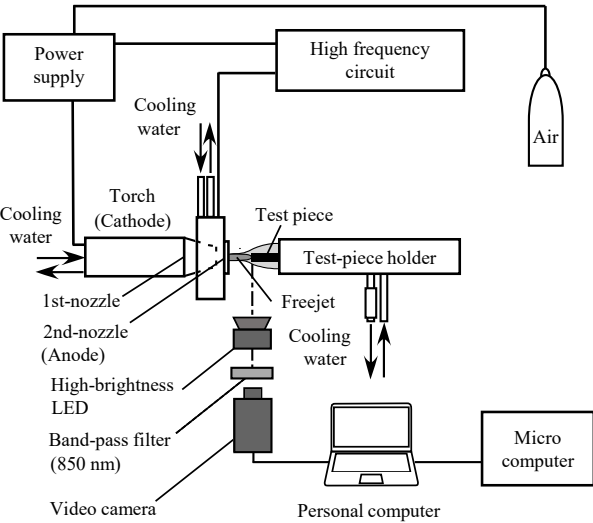 Power
supply
High frequency
circuit
Air
Cooling
water
Torch
(Cathode)
Cooling
water
Test piece
Test-piece holder
1st-nozzle
Freejet
2nd-nozzle
(Anode)
Cooling
water
High-brightness
LED
Band-pass filter
(850 nm)
Micro
computer
Video camera
Personal computer